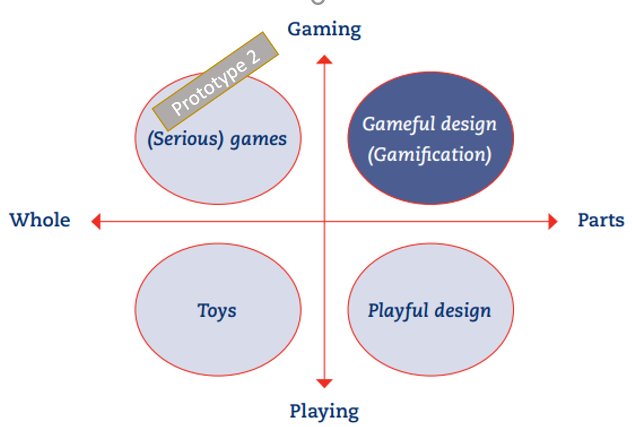 Gaming
Prototype 2
(Serious) games
Gameful design
(Gamification)
Whole
Parts
Toys
Playful design
Playing